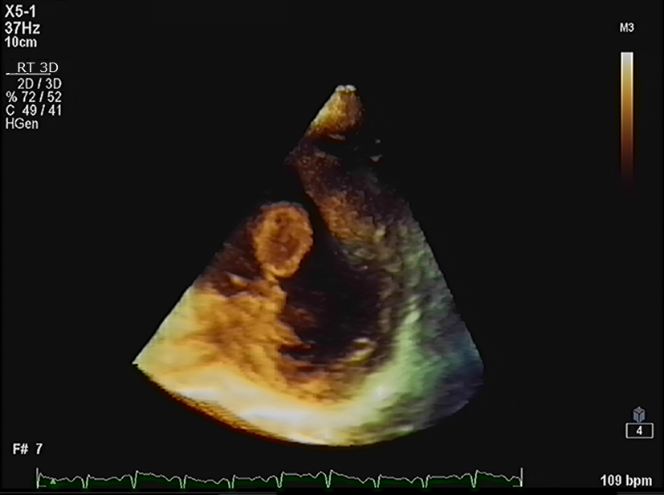 X5-1
37Hz
10cm
RT 3D
2D / 3D
% 72 / 52
C 49 / 41
HGen
M3
4
F# 7
109 bpm